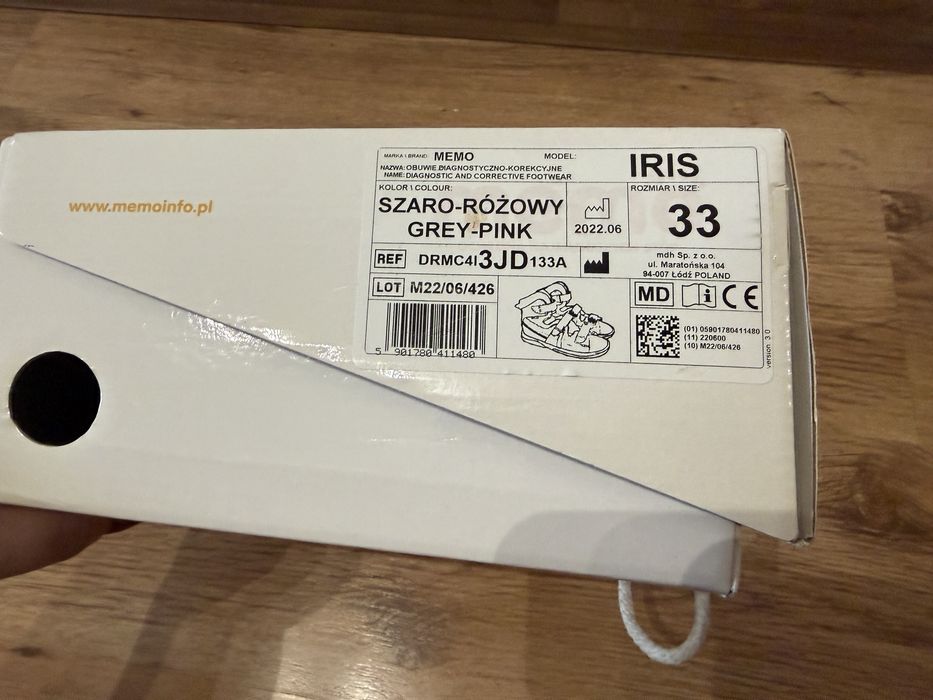 www.memoinfo.pl
MARKA \ BRAND: MEMO MODEL: IRIS
NAZWA: OBUWIE DIAGNOSTYCZNO-KOREKCYJNE
NAME: DIAGNOSTIC AND CORRECTIVE FOOTWEAR
KOLOR \ COLOUR: ROZMIAR \ SIZE:
SZARO-RÓŻOWY
GREY-PINK
2022.06
33
REF DRMC4I3JD133A
mdh Sp. z o.o.
ul. Maratońska 104
94-007 Łódź POLAND
LOT M22/06/426
MD i CE
5 901780 411480
(01) 05901780411480
(11) 220600
(10) M22/06/426
version 3.0